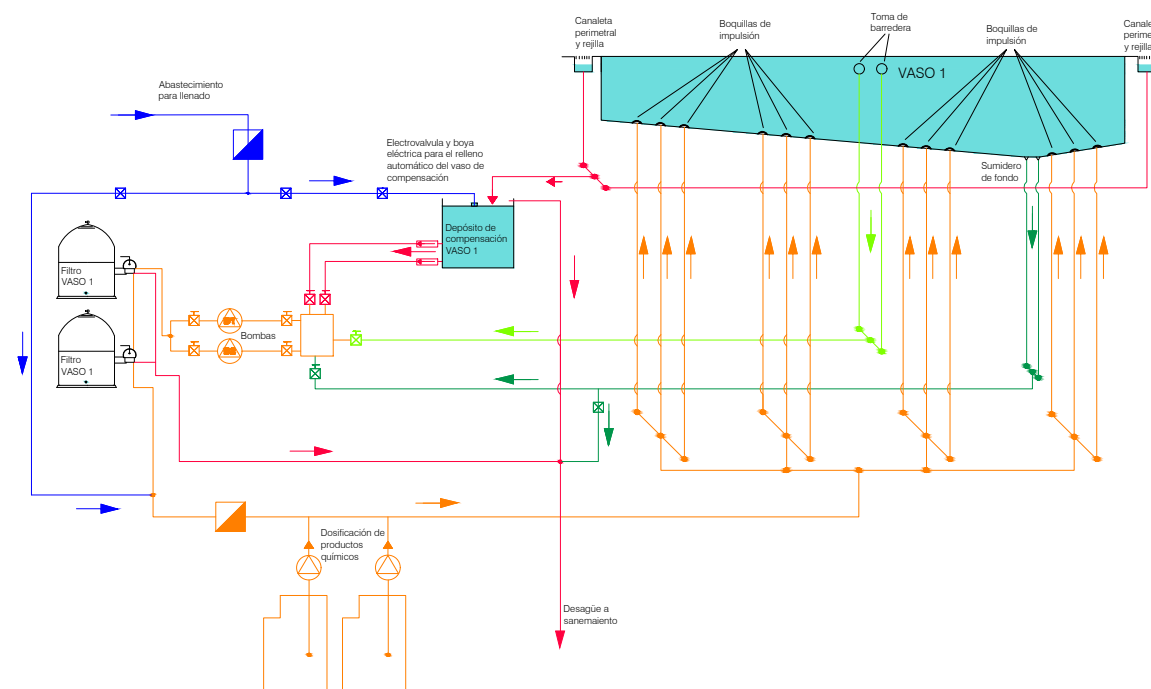 Canaleta
perimetral
y rejilla
Boquillas de
impulsión
Toma de
barredera
Boquillas de
impulsión
Canale
perime
y rejilla
VASO 1
Abastecimiento
para llenado
Electrovalvula y boya
eléctrica para el relleno
automático del vaso de
compensación
Sumidero
de fondo
Depósito de
compensación
VASO 1
Filtro
VASO 1
Bombas
Filtro
VASO 1
Dosificación de
productos
químicos
Desagüe a
sanemaiento